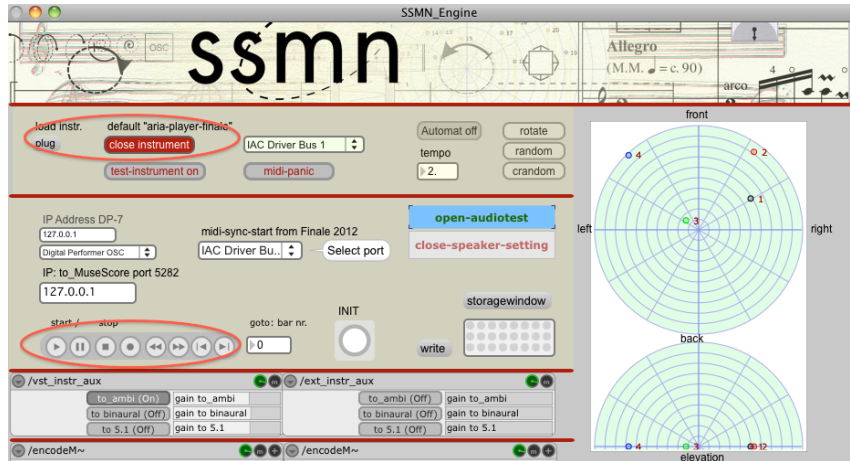 SSMN_Engine
ssmn
OSC
Allegro
(M.M. ♩ = c. 90)
arco
4
load instr.
default "aria-player-finale"
plug
close instrument
IAC Driver Bus 1
test-instrument on
midi-panic
Automat off
rotate
tempo
random
2.
crandom
IP Address DP-7
127.0.0.1
Digital Performer OSC
midi-sync-start from Finale 2012
IAC Driver Bu..
Select port
open-audiotest
close-speaker-setting
IP: to_MuseScore port 5282
127.0.0.1
start /
stop
goto: bar nr.
0
INIT
storagewindow
write
/vst_instr_aux
m
to_ambi (On)
gain to_ambi
to binaural (Off)
gain to binaural
to 5.1 (Off)
gain to 5.1
/ext_instr_aux
m
to_ambi (Off)
gain to_ambi
to binaural (Off)
gain to binaural
to 5.1 (Off)
gain to 5.1
/encodeM~
m
/encodeM~
m
front
4
2
1
3
left
right
back
4
3
12
elevation